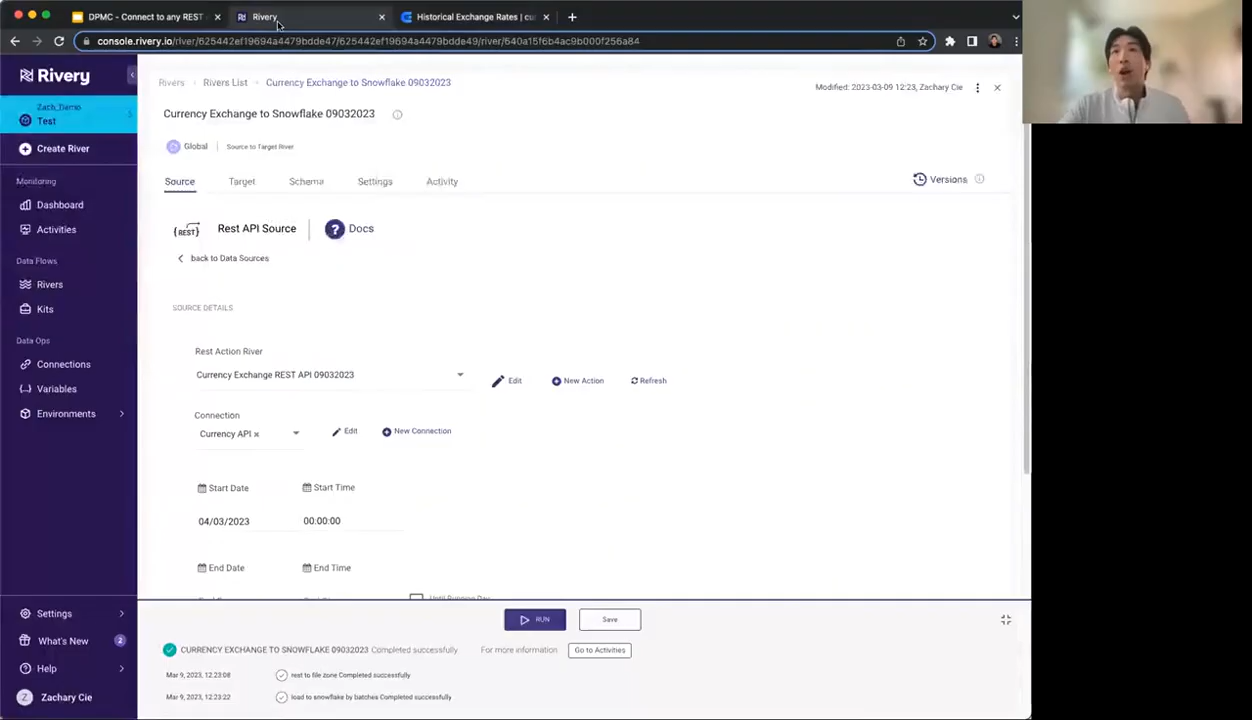 DPMC - Connect to any REST
Rivery
Historical Exchange Rates | cu
console.rivery.io/river/625442ef19694a4479bdde47/625442ef19694a4479bdde49/river/640a15f6b4ac9b000f256a84
Rivery
Rivers
Rivers List
Currency Exchange to Snowflake 09032023
Modified: 2023-03-09 12:23, Zachary Cie
Zach_Demo
Test
Currency Exchange to Snowflake 09032023
Create River
Global
Source to Target River
Monitoring
Source
Target
Schema
Settings
Activity
Versions
Dashboard
Activities
{REST}
Rest API Source
? Docs
back to Data Sources
Data Flows
Rivers
Kits
SOURCE DETAILS
Data Ops
Rest Action River
Connections
Currency Exchange REST API 09032023
Edit
New Action
Refresh
Variables
Environments
Connection
Currency API ×
Edit
New Connection
Start Date
Start Time
04/03/2023
00:00:00
End Date
End Time
RUN
Save
Settings
What's New
2
Help
Z
Zachary Cie
CURRENCY EXCHANGE TO SNOWFLAKE 09032023 Completed successfully
For more information
Go to Activities
Mar 9, 2023, 12:23:08
rest to file zone Completed successfully
Mar 9, 2023, 12:23:22
load to snowflake by batches Completed successfully